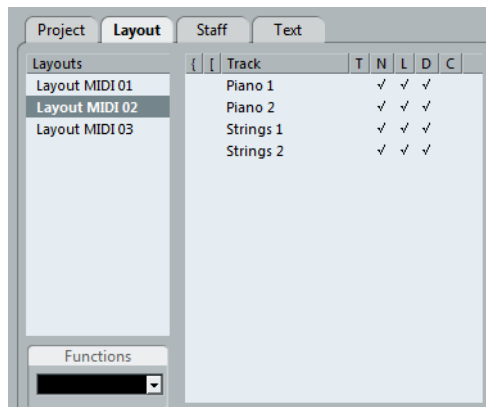 Project Layout Staff Text
Layouts
Layout MIDI 01
Layout MIDI 02
Layout MIDI 03
{ [ Track T N L D C
Piano 1 √ √ √
Piano 2 √ √ √
Strings 1 √ √ √
Strings 2 √ √ √
Functions